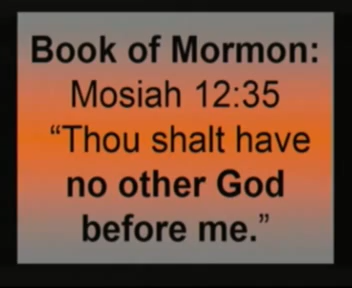 Book of Mormon:
Mosiah 12:35
“Thou shalt have
no other God
before me.”